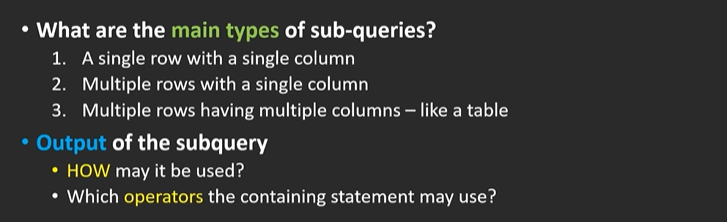 • What are the main types of sub-queries?
1. A single row with a single column
2. Multiple rows with a single column
3. Multiple rows having multiple columns – like a table
• Output of the subquery
• HOW may it be used?
• Which operators the containing statement may use?